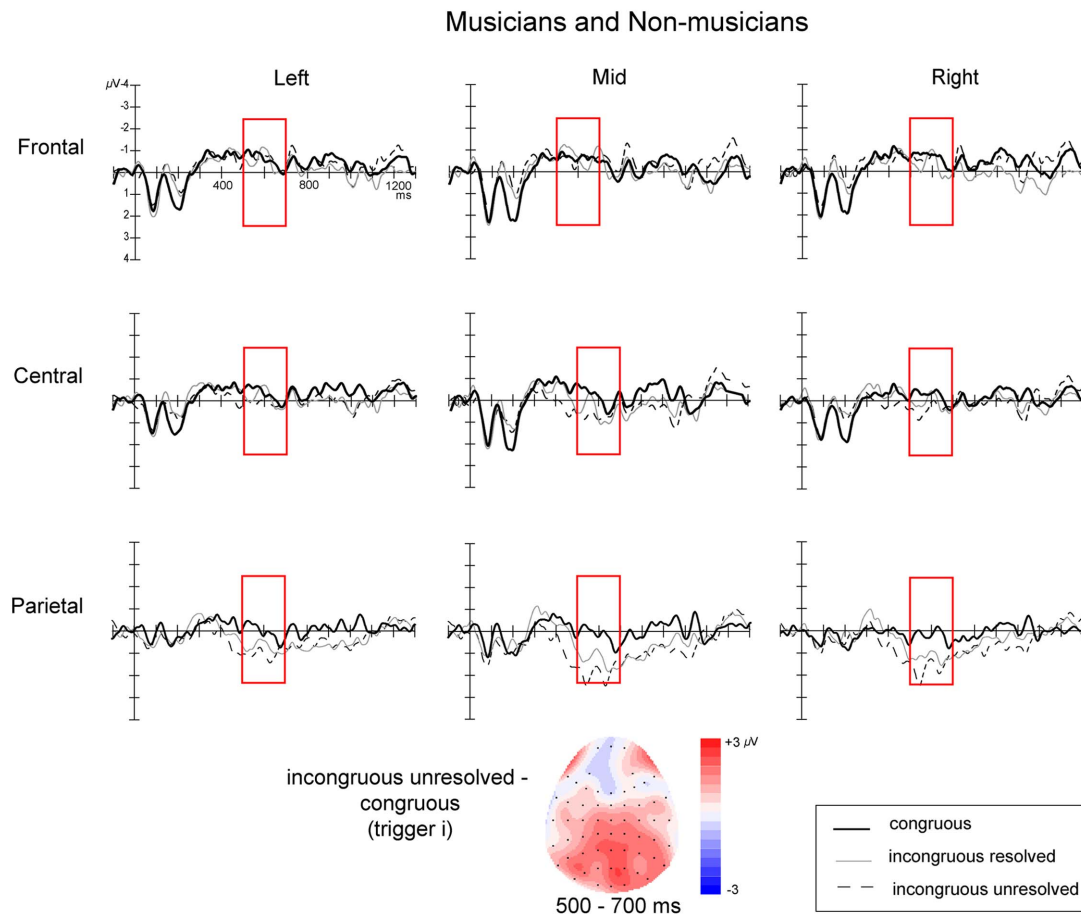 Musicians and Non-musicians
Left
Mid
Right
µV-4
-3
-2
-1
1
2
3
4
400
800
1200
ms
Frontal
Central
Parietal
incongruous unresolved -
congruous
(trigger i)
+3 µV
-3
500 - 700 ms
congruous
incongruous resolved
incongruous unresolved